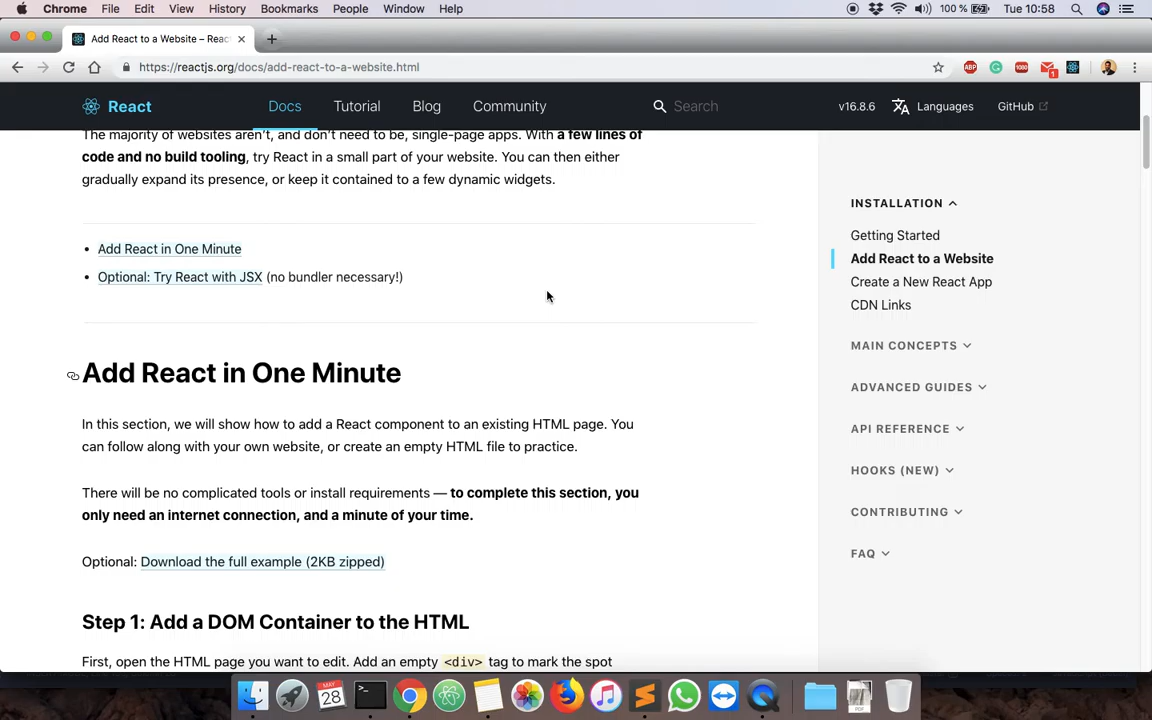 Chrome File Edit View History Bookmarks People Window Help 100 % Tue 10:58
Add React to a Website – Reac
https://reactjs.org/docs/add-react-to-a-website.html
ABP 1080 1
React Docs Tutorial Blog Community Search v16.8.6 Languages GitHub
The majority of websites aren't, and don't need to be, single-page apps. With a few lines of
code and no build tooling, try React in a small part of your website. You can then either
gradually expand its presence, or keep it contained to a few dynamic widgets.
• Add React in One Minute
• Optional: Try React with JSX (no bundler necessary!)
Add React in One Minute
In this section, we will show how to add a React component to an existing HTML page. You
can follow along with your own website, or create an empty HTML file to practice.
There will be no complicated tools or install requirements — to complete this section, you
only need an internet connection, and a minute of your time.
Optional: Download the full example (2KB zipped)
Step 1: Add a DOM Container to the HTML
First, open the HTML page you want to edit. Add an empty <div> tag to mark the spot
INSTALLATION
Getting Started
Add React to a Website
Create a New React App
CDN Links
MAIN CONCEPTS
ADVANCED GUIDES
API REFERENCE
HOOKS (NEW)
CONTRIBUTING
FAQ
MAY
28
PDF